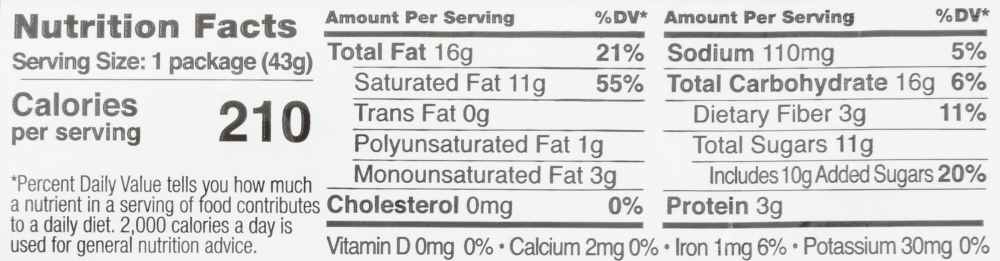 Nutrition Facts
Serving Size: 1 package (43g)
Calories
per serving
210
*Percent Daily Value tells you how much
a nutrient in a serving of food contributes
to a daily diet. 2,000 calories a day is
used for general nutrition advice.
Amount Per Serving %DV*
Total Fat 16g 21%
Saturated Fat 11g 55%
Trans Fat 0g
Polyunsaturated Fat 1g
Monounsaturated Fat 3g
Cholesterol 0mg 0%
Amount Per Serving %DV*
Sodium 110mg 5%
Total Carbohydrate 16g 6%
Dietary Fiber 3g 11%
Total Sugars 11g
Includes 10g Added Sugars 20%
Protein 3g
Vitamin D 0mg 0% • Calcium 2mg 0% • Iron 1mg 6% • Potassium 30mg 0%